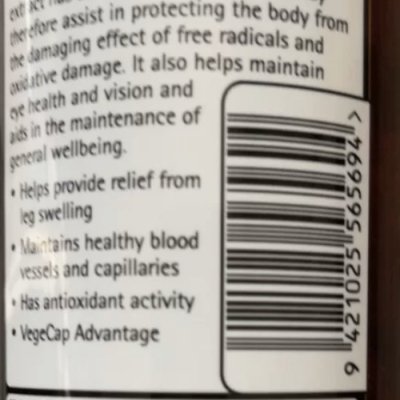 therefore assist in protecting the body from
the damaging effect of free radicals and
oxidative damage. It also helps maintain
eye health and vision and
aids in the maintenance of
general wellbeing.
• Helps provide relief from
leg swelling
• Maintains healthy blood
vessels and capillaries
• Has antioxidant activity
• VegeCap Advantage
9 421025 565694 >